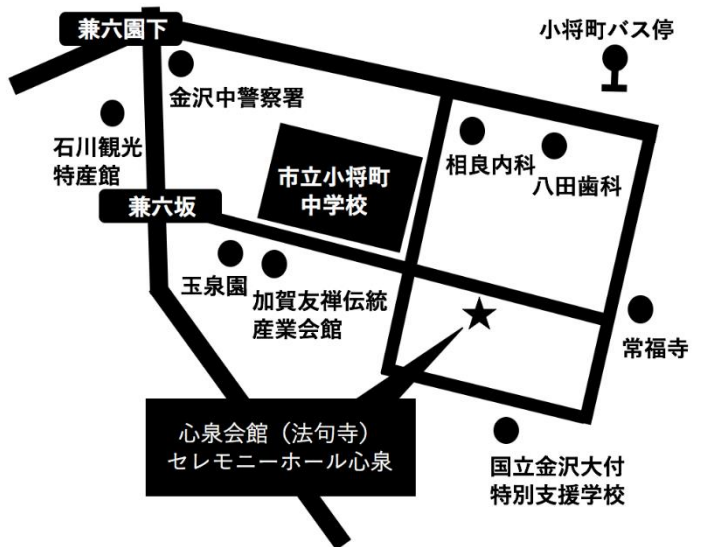 兼六園下
小将町バス停
金沢中警察署
石川観光
特産館
相良内科
八田歯科
市立小将町
中学校
兼六坂
玉泉園
加賀友禅伝統
産業会館
常福寺
心泉会館（法句寺）
セレモニーホール心泉
国立金沢大付
特別支援学校